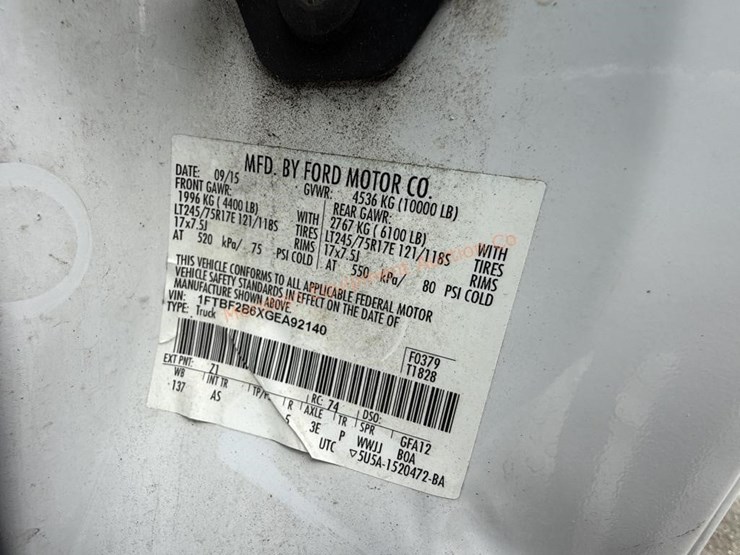 MFD. BY FORD MOTOR CO.
DATE: 09/15 GVWR: 4536 KG (10000 LB)
FRONT GAWR: REAR GAWR:
1996 KG (4400 LB) WITH 2767 KG (6100 LB) WITH
LT245/75R17E 121/118S TIRES LT245/75R17E 121/118S TIRES
17x7.5J RIMS 17x7.5J RIMS
AT 520 kPa/ 75 PSI COLD AT 550 kPa/ 80 PSI COLD
THIS VEHICLE CONFORMS TO ALL APPLICABLE FEDERAL MOTOR
VEHICLE SAFETY STANDARDS IN EFFECT ON THE DATE OF
MANUFACTURE SHOWN ABOVE.
VIN: 1FTBF2B6XGEA92140
TYPE: Truck
F0379
T1828
EXT PNT: Z1 RC: 74 DSO:
WB INT TR TP/ R AXLE TR SPR GFA12
137 AS 5 3E P WWJJ B0A
UTC ▽5U5A-1520472-BA